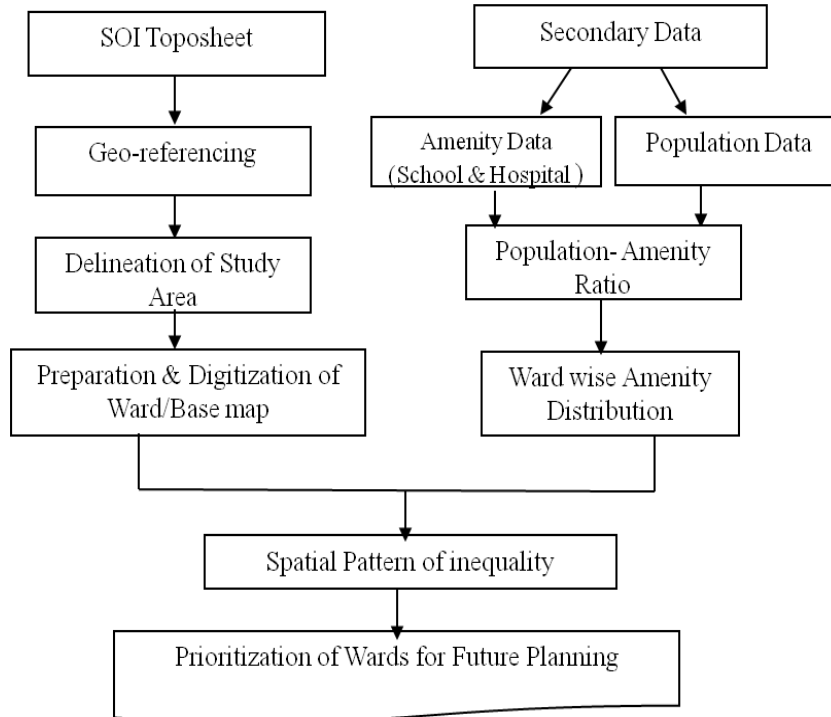 SOI Toposheet
Secondary Data
Geo-referencing
Amenity Data
(School & Hospital )
Population Data
Delineation of Study
Area
Population- Amenity
Ratio
Preparation & Digitization of
Ward/Base map
Ward wise Amenity
Distribution
Spatial Pattern of inequality
Prioritization of Wards for Future Planning